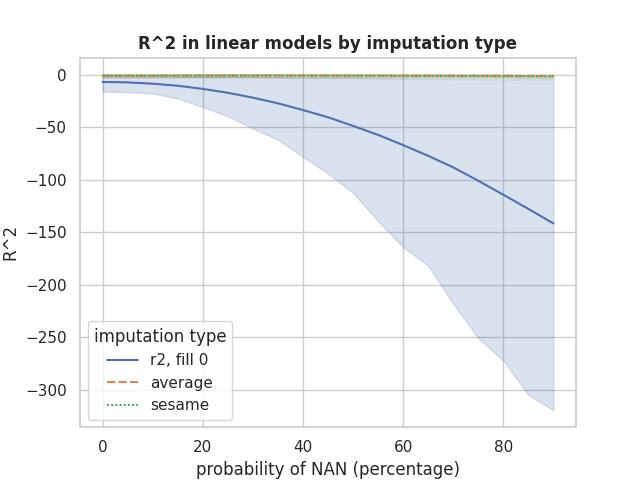 R^2 in linear models by imputation type
0
−50
−100
−150
−200
−250
−300
R^2
imputation type
r2, fill 0
average
sesame
0 20 40 60 80
probability of NAN (percentage)